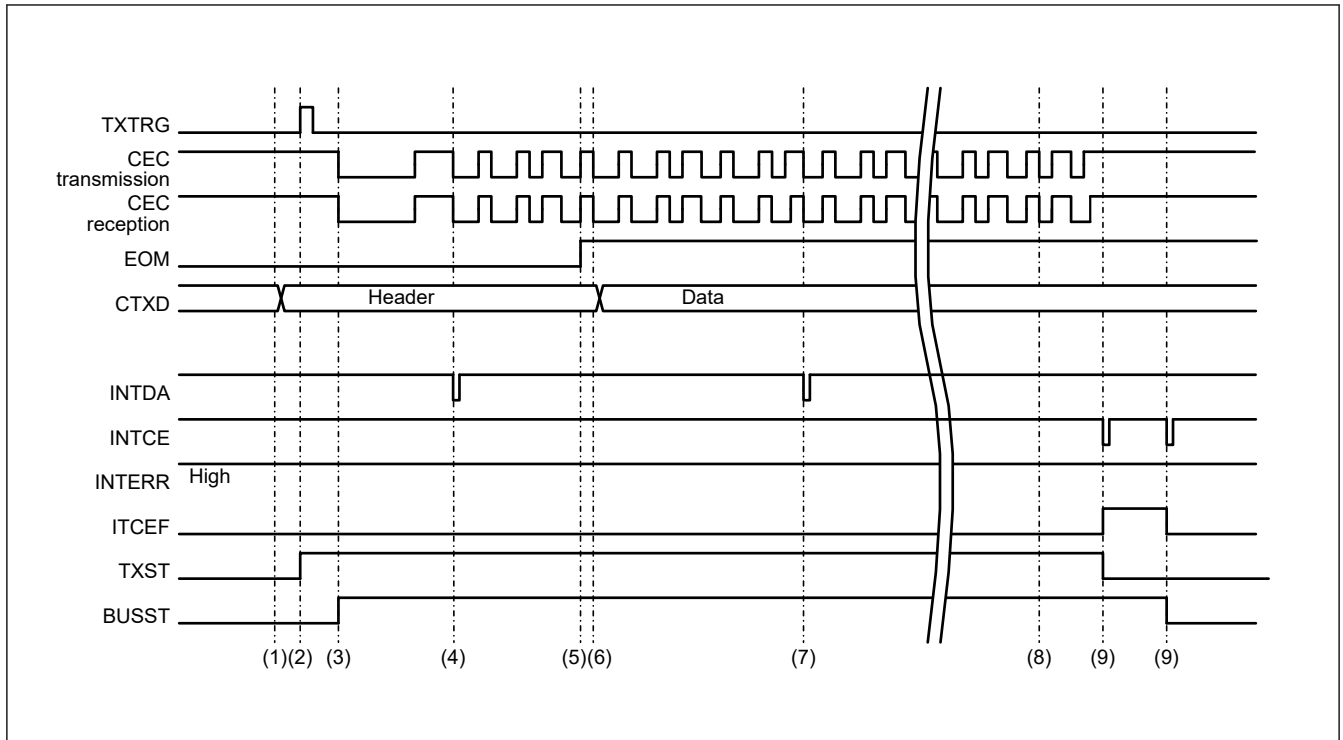 TXTRG
CEC
transmission
CEC
reception
EOM
CTXD
Header
Data
INTDA
INTCE
INTERR
High
ITCEF
TXST
BUSST
(1)(2) (3) (4) (5)(6) (7) (8) (9) (9)